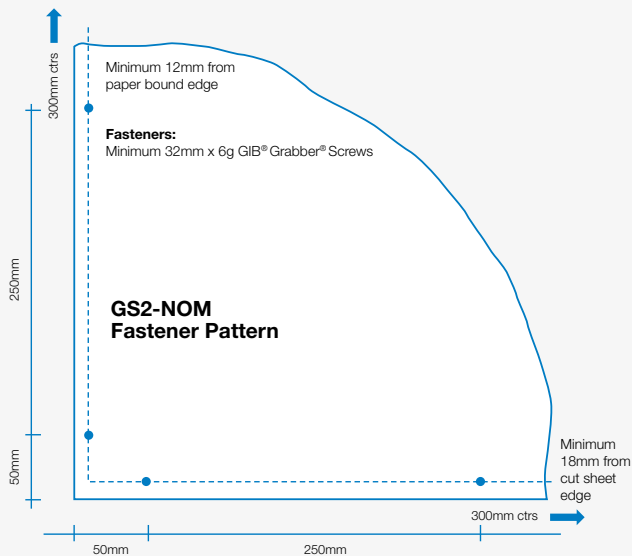 300mm ctrs
Minimum 12mm from
paper bound edge
Fasteners:
Minimum 32mm x 6g GIB® Grabber® Screws
250mm
GS2-NOM
Fastener Pattern
50mm
Minimum
18mm from
cut sheet
edge
300mm ctrs
50mm
250mm